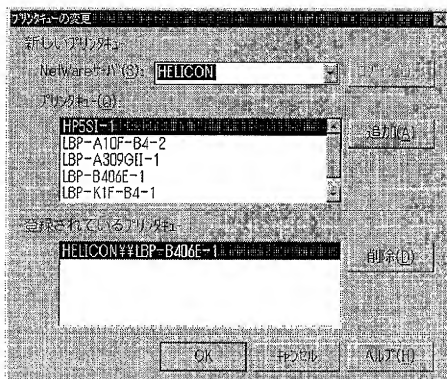 プリンタキューの変更
新しいプリンタキュー
NetWareサーバ(S): HELICON
プリンタキュー(Q)
HP5SI-1
LBP-A10F-B4-2
LBP-A309GII-1
LBP-B406E-1
LBP-K1F-B4-1
追加(A)
登録されているプリンタキュー
HELICON¥¥LBP-B406E-1
削除(D)
OK
キャンセル
ヘルプ(H)